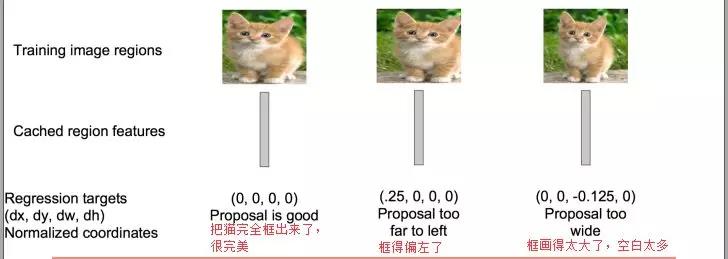 Training image regions
Cached region features
Regression targets
(dx, dy, dw, dh)
Normalized coordinates
(0, 0, 0, 0)
Proposal is good
把猫完全框出来了，
很完美
(.25, 0, 0, 0)
Proposal too
far to left
框得偏左了
(0, 0, -0.125, 0)
Proposal too
wide
框画得太大了，空白太多